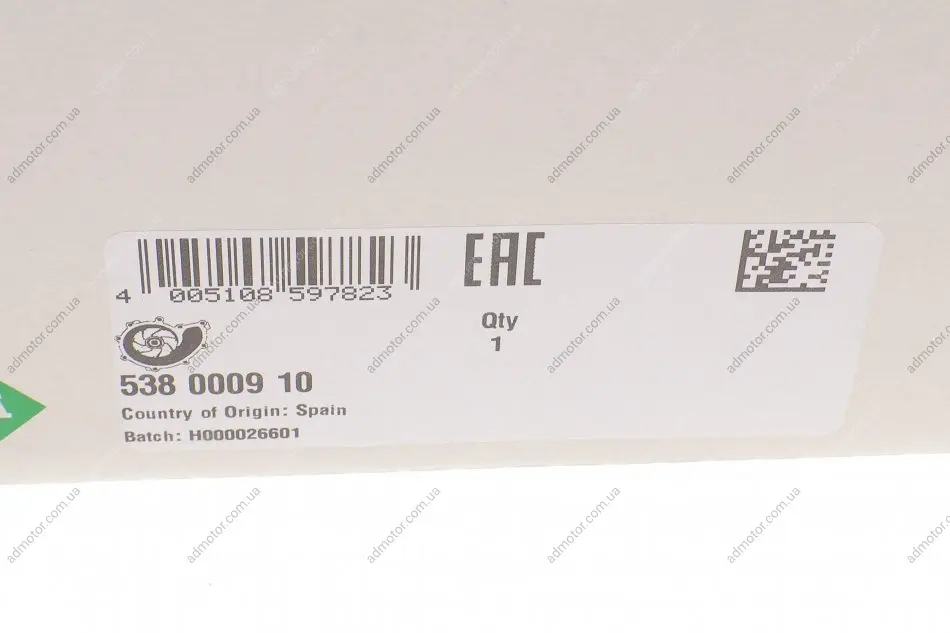 4 005108 597823
EAC
Qty
1
538 0009 10
Country of Origin: Spain
Batch: H000026601
admotor.com.ua